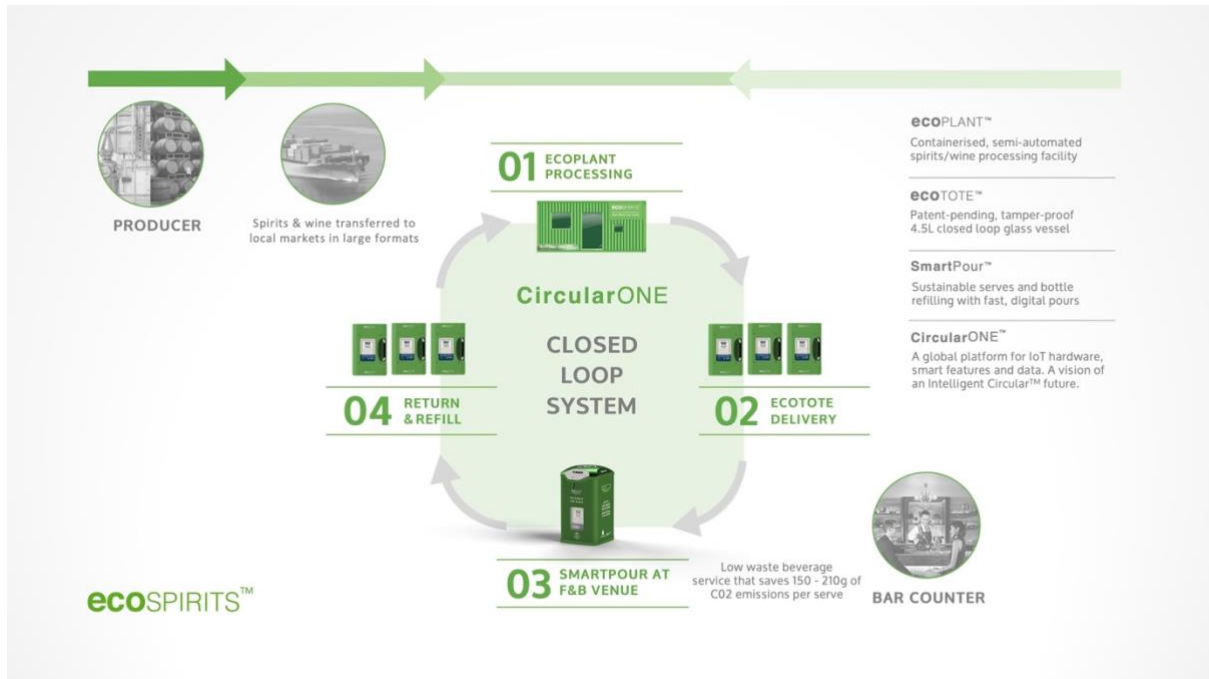 PRODUCER
Spirits & wine transferred to
local markets in large formats
01 ECOPLANT
PROCESSING
CircularONE
CLOSED
LOOP
SYSTEM
02 ECOTOTE
DELIVERY
03 SMARTPOUR AT
F&B VENUE
04 RETURN
& REFILL
Low waste beverage
service that saves 150 - 210g of
C02 emissions per serve
BAR COUNTER
ecoPLANT™
Containerised, semi-automated
spirits/wine processing facility
ecoTOTE™
Patent-pending, tamper-proof
4.5L closed loop glass vessel
SmartPour™
Sustainable serves and bottle
refilling with fast, digital pours
CircularONE™
A global platform for IoT hardware,
smart features and data. A vision of
an Intelligent Circular™ future.
ecoSPIRITS™